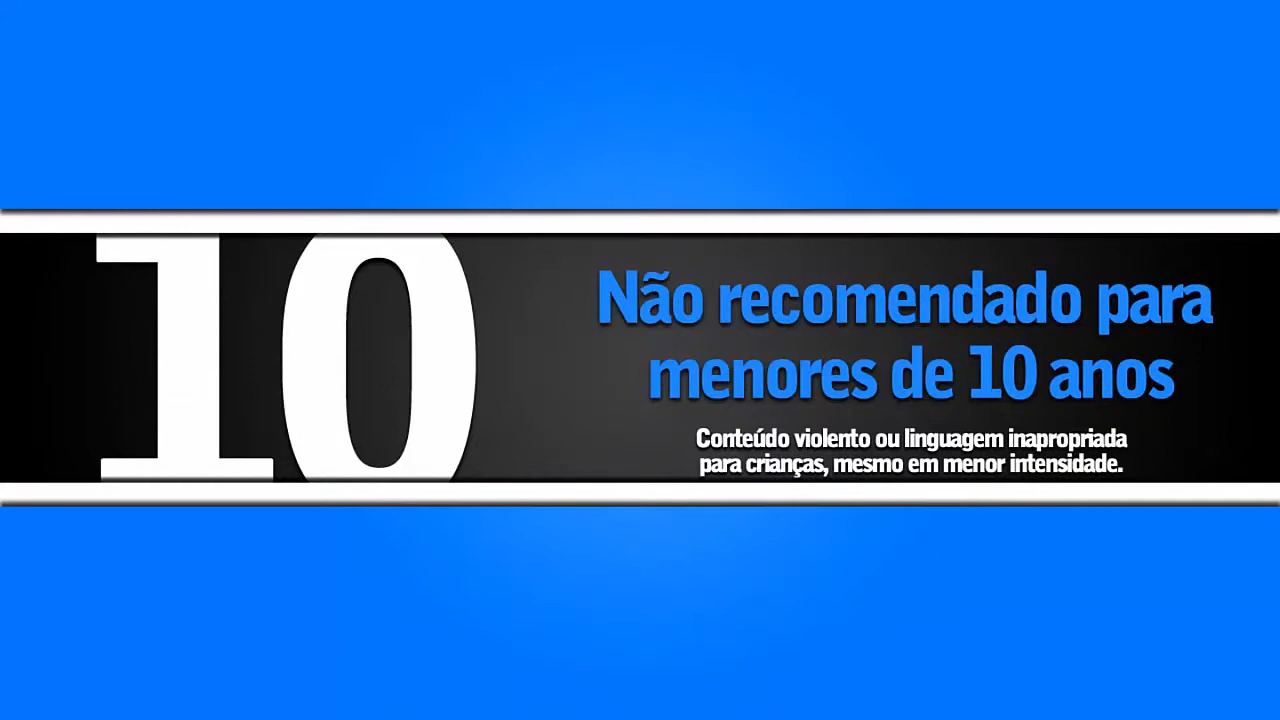 10
Não recomendado para
menores de 10 anos
Conteúdo violento ou linguagem inapropriada
para crianças, mesmo em menor intensidade.